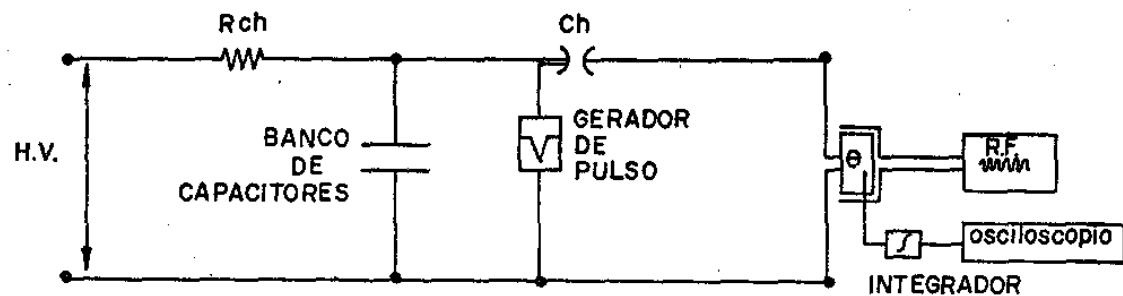 Rch
Ch
H.V.
BANCO
DE
CAPACITORES
GERADOR
DE
PULSO
θ
R.F
∫
osciloscopio
INTEGRADOR